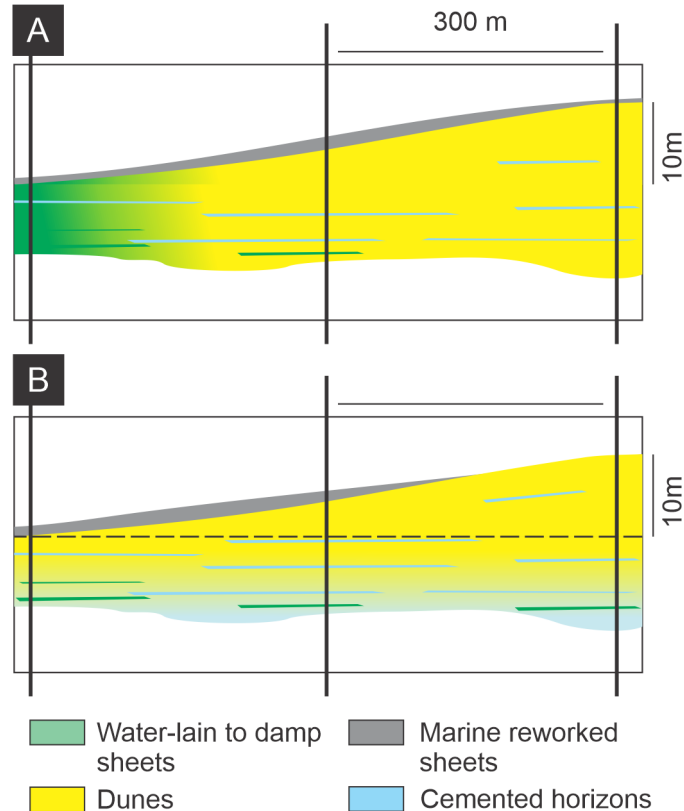 A
300 m
10m
B
10m
Water-lain to damp
sheets
Marine reworked
sheets
Dunes
Cemented horizons